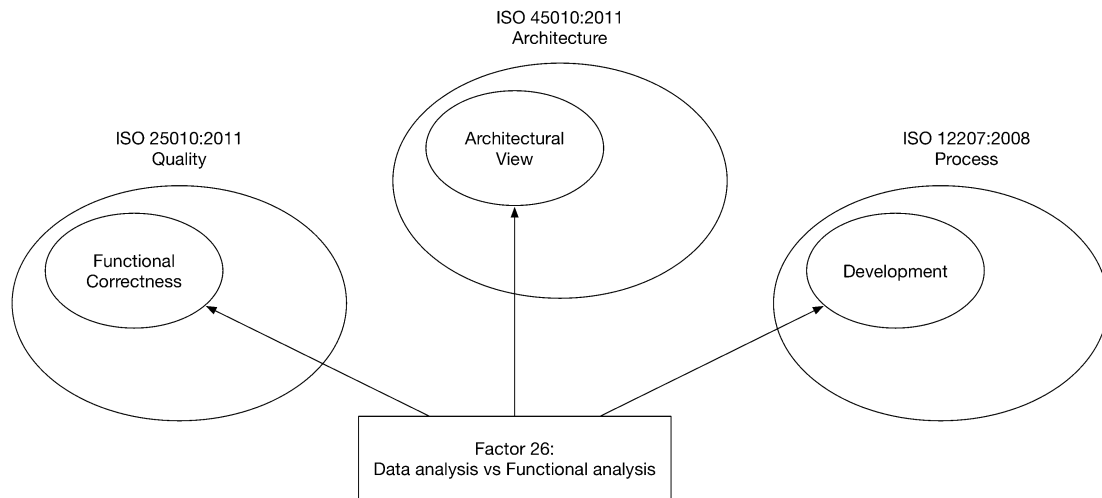 ISO 45010:2011
Architecture
Architectural
View
ISO 25010:2011
Quality
Functional
Correctness
ISO 12207:2008
Process
Development
Factor 26:
Data analysis vs Functional analysis